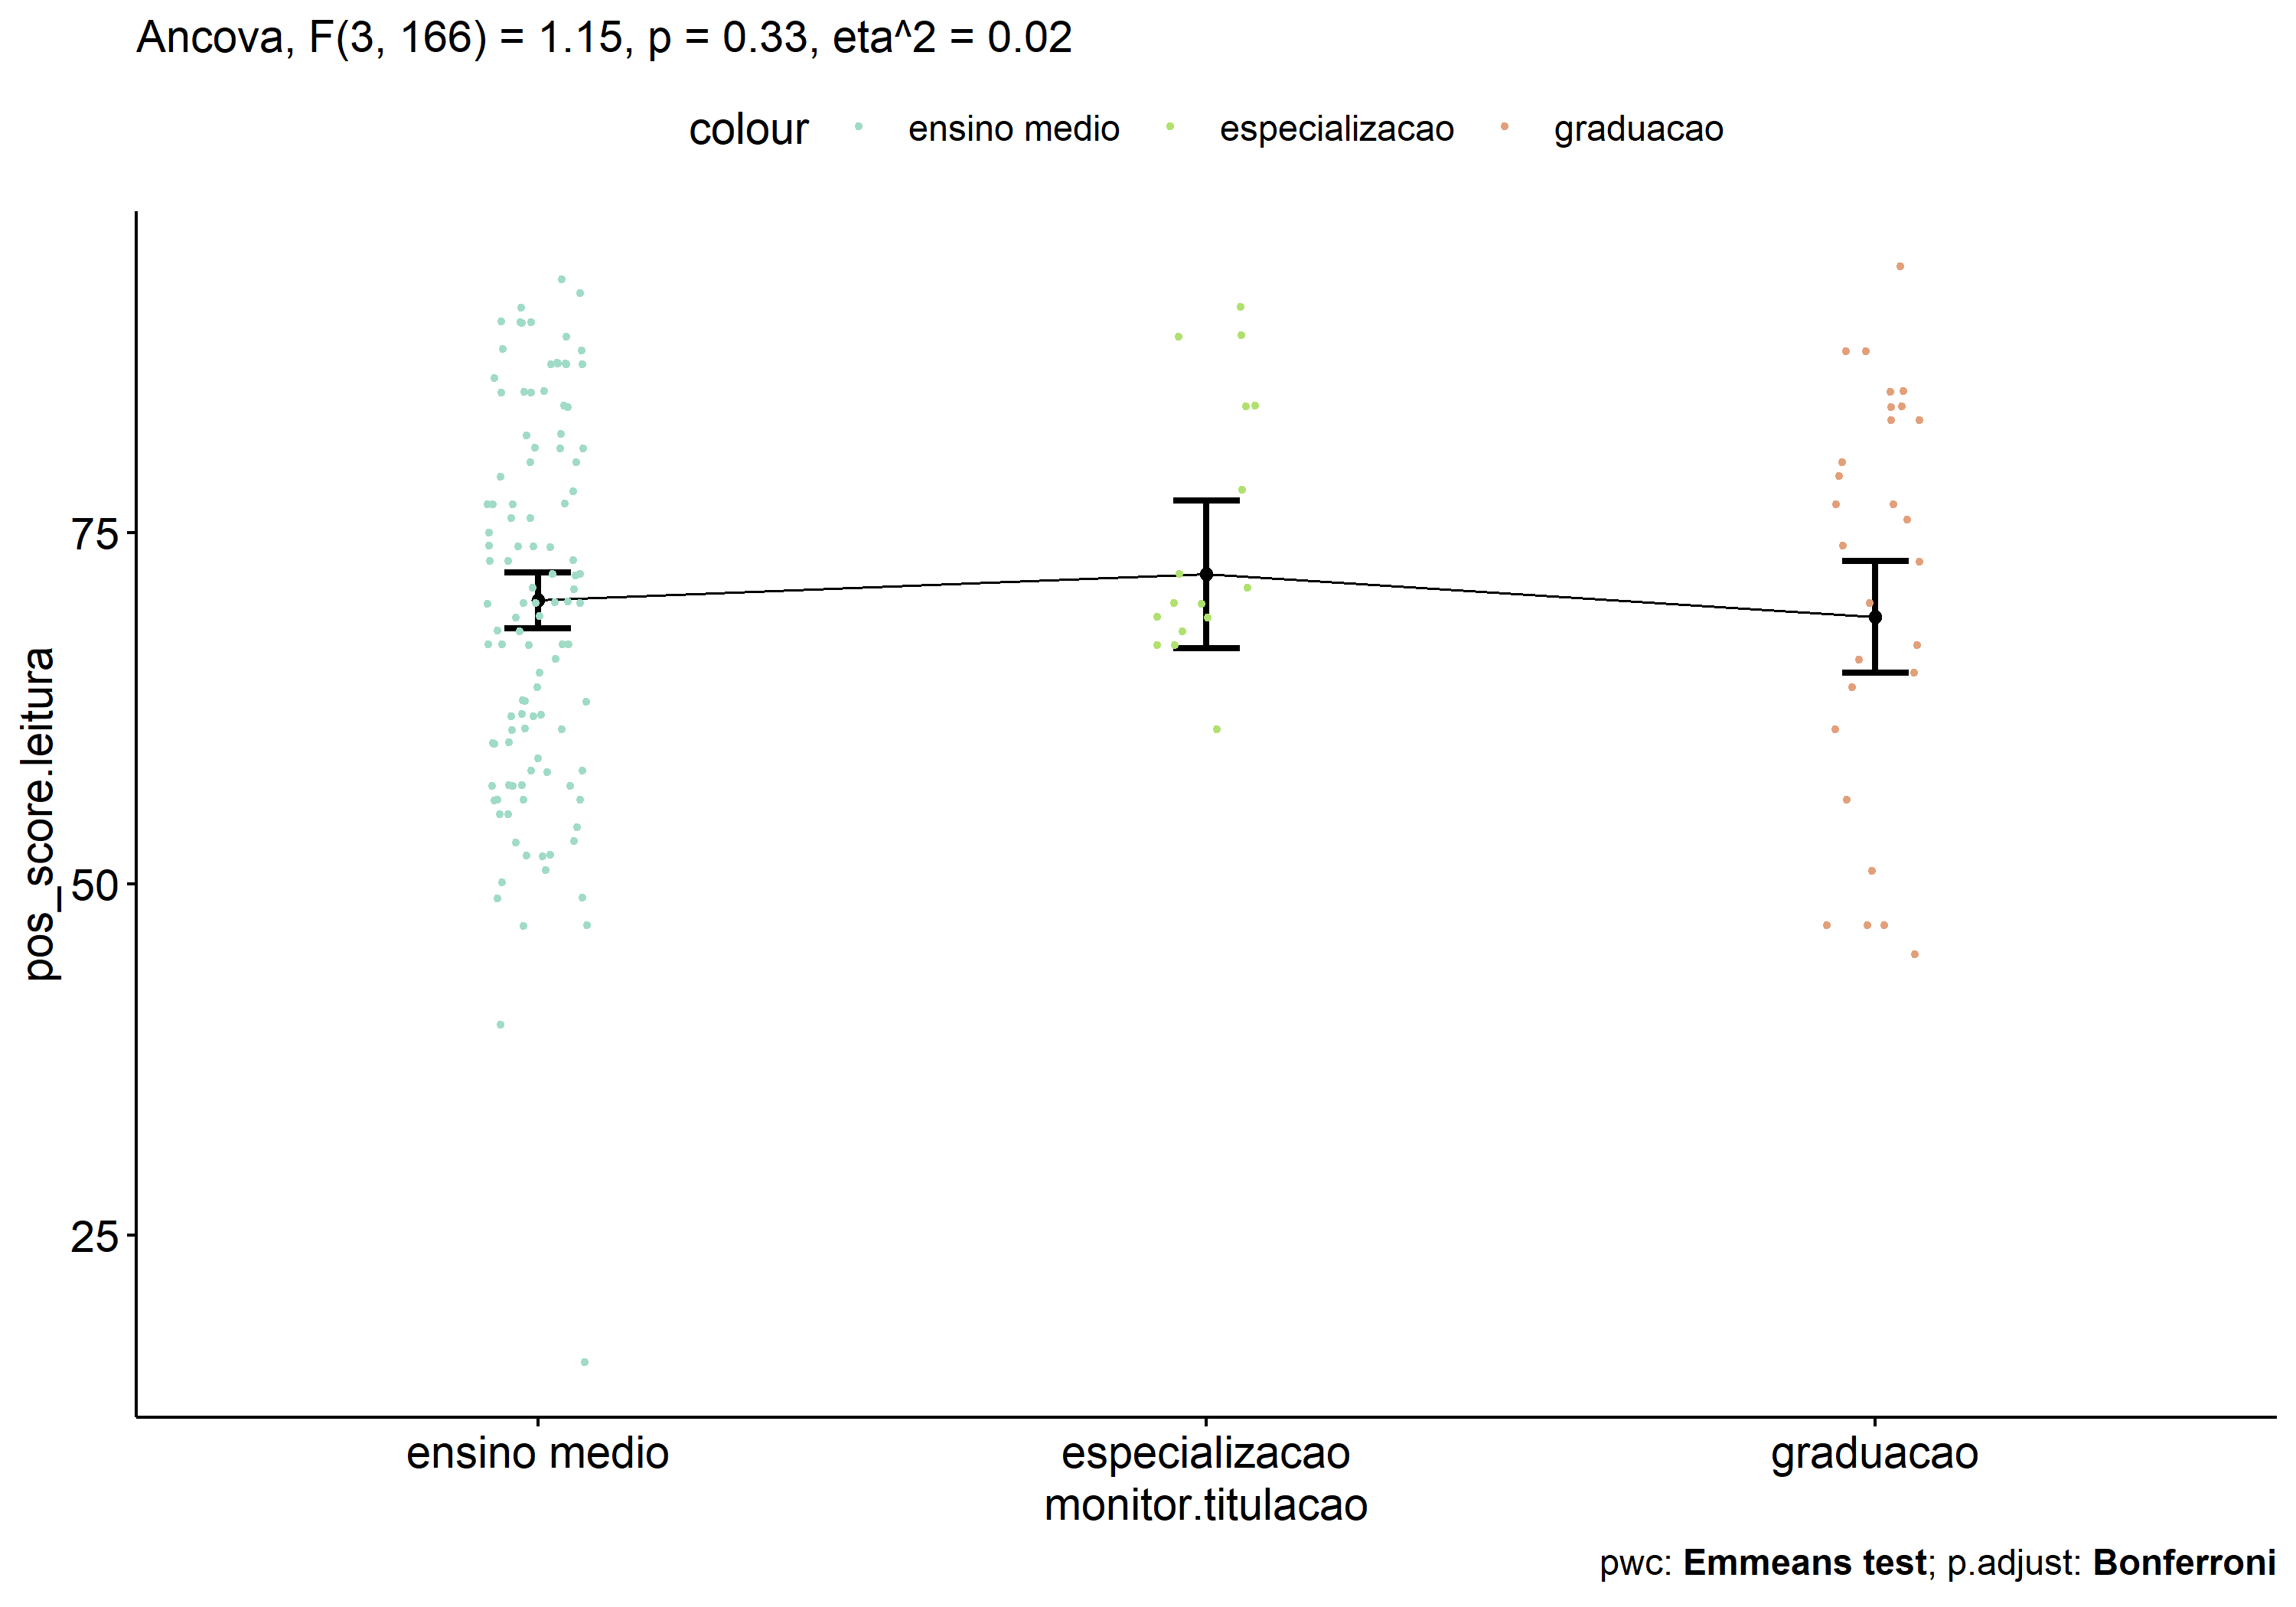 Ancova, F(3, 166) = 1.15, p = 0.33, eta^2 = 0.02
colour ensino medio especializacao graduacao
pos_score.leitura
75
50
25
ensino medio especializacao graduacao
monitor.titulacao
pwc: Emmeans test; p.adjust: Bonferroni